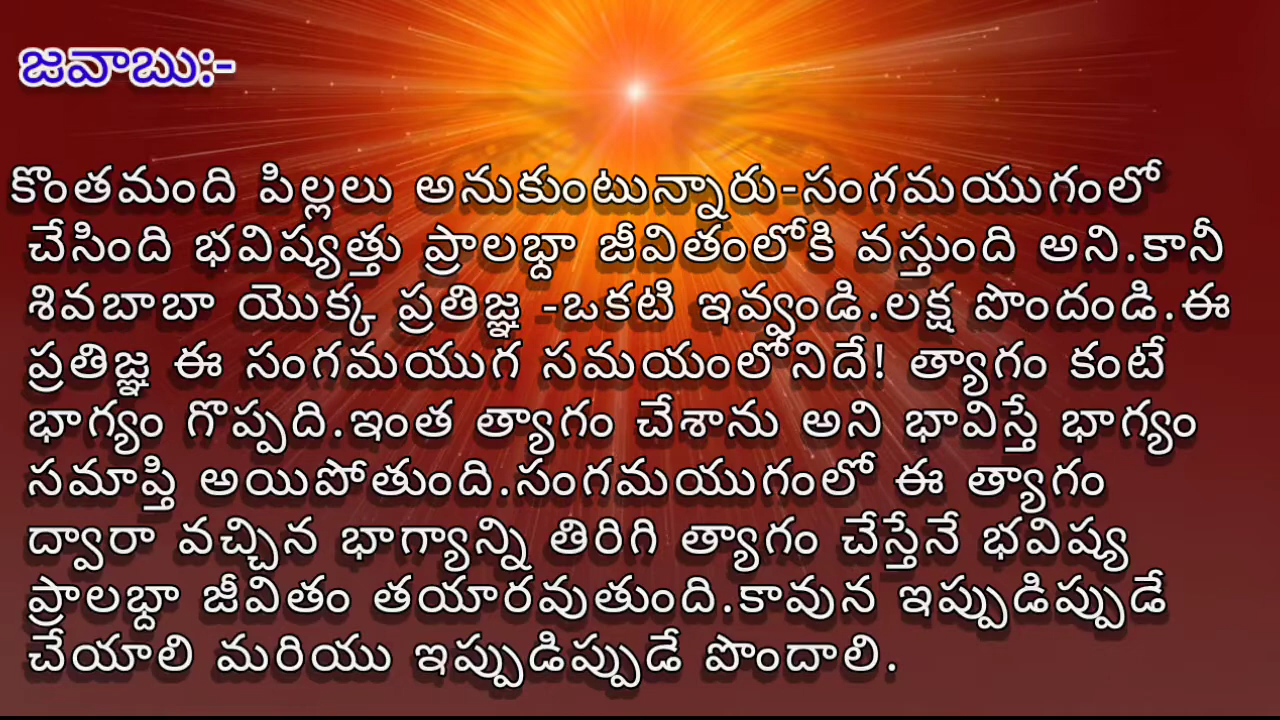 జవాబు:-
కొంతమంది పిల్లలు అనుకుంటున్నారు-సంగమయుగంలో
చేసింది భవిష్యత్తు ప్రాలబ్దా జీవితంలోకి వస్తుంది అని.కానీ
శివబాబా యొక్క ప్రతిజ్ఞ -ఒకటి ఇవ్వండి.లక్ష పొందండి.ఈ
ప్రతిజ్ఞ ఈ సంగమయుగ సమయంలోనిదే! త్యాగం కంటే
భాగ్యం గొప్పది.ఇంత త్యాగం చేశాను అని భావిస్తే భాగ్యం
సమాప్తి అయిపోతుంది.సంగమయుగంలో ఈ త్యాగం
ద్వారా వచ్చిన భాగ్యాన్ని తిరిగి త్యాగం చేస్తేనే భవిష్య
ప్రాలబ్దా జీవితం తయారవుతుంది.కావున ఇప్పుడిప్పుడే
చేయాలి మరియు ఇప్పుడిప్పుడే పొందాలి.